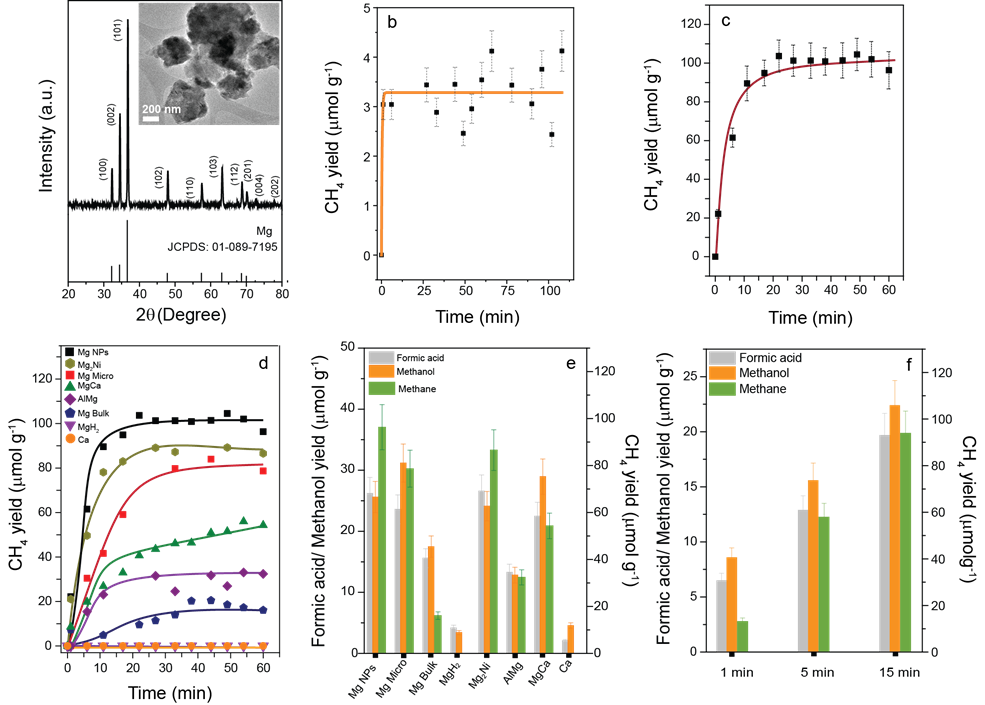 Intensity (a.u.)
(100)
(002)
(101)
(102)
(110)
(103)
(112)
(201)
(004)
(202)
200 nm
Mg
JCPDS: 01-089-7195
20 30 40 50 60 70 80
2θ(Degree)
b
CH4 yield (μmol g-1)
5
4
3
2
1
0
0 25 50 75 100
Time (min)
c
CH4 yield (μmol g-1)
120
100
80
60
40
20
0
0 10 20 30 40 50 60
Time (min)
d
Mg NPs
Mg2Ni
Mg Micro
MgCa
AlMg
Mg Bulk
MgH2
Ca
CH4 yield (μmol g-1)
120
100
80
60
40
20
0
0 10 20 30 40 50 60
Time (min)
e
Formic acid
Methanol
Methane
Formic acid/ Methanol yield (μmol g-1)
50
40
30
20
10
0
Mg NPs
Mg Micro
Mg Bulk
MgH2
Mg2Ni
AlMg
MgCa
Ca
120
100
80
60
40
20
0
CH4 yield (μmol g-1)
f
Formic acid
Methanol
Methane
Formic acid/ Methanol yield (μmol g-1)
25
20
15
10
5
0
1 min 5 min 15 min
120
100
80
60
40
20
0
CH4 yield (μmolg-1)